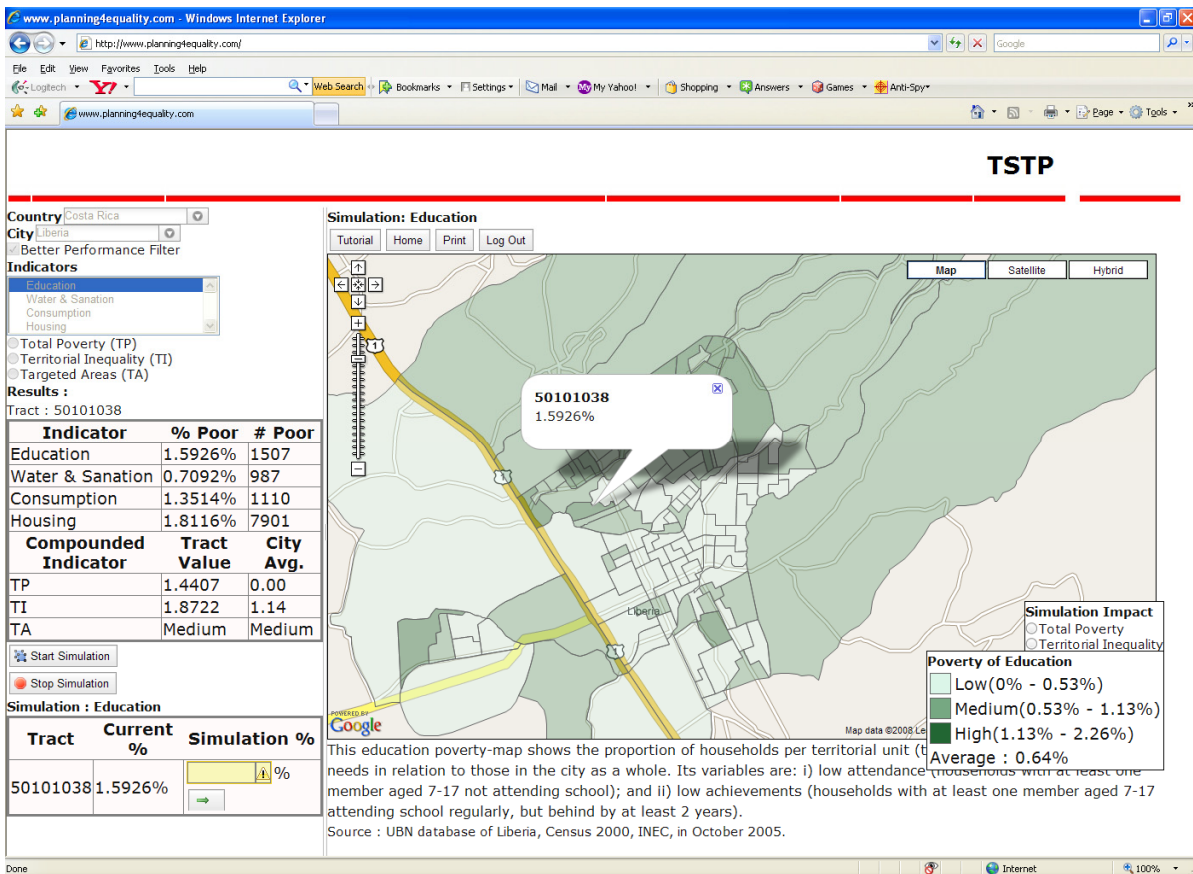 www.planning4equality.com - Windows Internet Explorer
http://www.planning4equality.com/
Google
File Edit View Favorites Tools Help
Logitech Y! Web Search Bookmarks Settings Mail My Yahoo! Shopping Answers Games Anti-Spy
www.planning4equality.com
Page Tools
TSTP
Country Costa Rica
City Liberia
Better Performance Filter
Indicators
Education
Water & Sanation
Consumption
Housing
Total Poverty (TP)
Territorial Inequality (TI)
Targeted Areas (TA)
Results :
Tract : 50101038
Indicator % Poor # Poor
Education 1.5926% 1507
Water & Sanation 0.7092% 987
Consumption 1.3514% 1110
Housing 1.8116% 7901
Compounded Indicator Tract Value City Avg.
TP 1.4407 0.00
TI 1.8722 1.14
TA Medium Medium
Start Simulation
Stop Simulation
Simulation : Education
Tract Current % Simulation %
50101038 1.5926% %
Simulation: Education
Tutorial Home Print Log Out
Map Satellite Hybrid
1
50101038
1.5926%
1
Liberia
1
Simulation Impact
Total Poverty
Territorial Inequality
Poverty of Education
Low(0% - 0.53%)
Medium(0.53% - 1.13%)
High(1.13% - 2.26%)
Average : 0.64%
POWERED BY
Google
Map data ©2008 Le
This education poverty-map shows the proportion of households per territorial unit (t
needs in relation to those in the city as a whole. Its variables are: i) low attendance (households with at least one
member aged 7-17 not attending school); and ii) low achievements (households with at least one member aged 7-17
attending school regularly, but behind by at least 2 years).
Source : UBN database of Liberia, Census 2000, INEC, in October 2005.
Done
Internet
100%